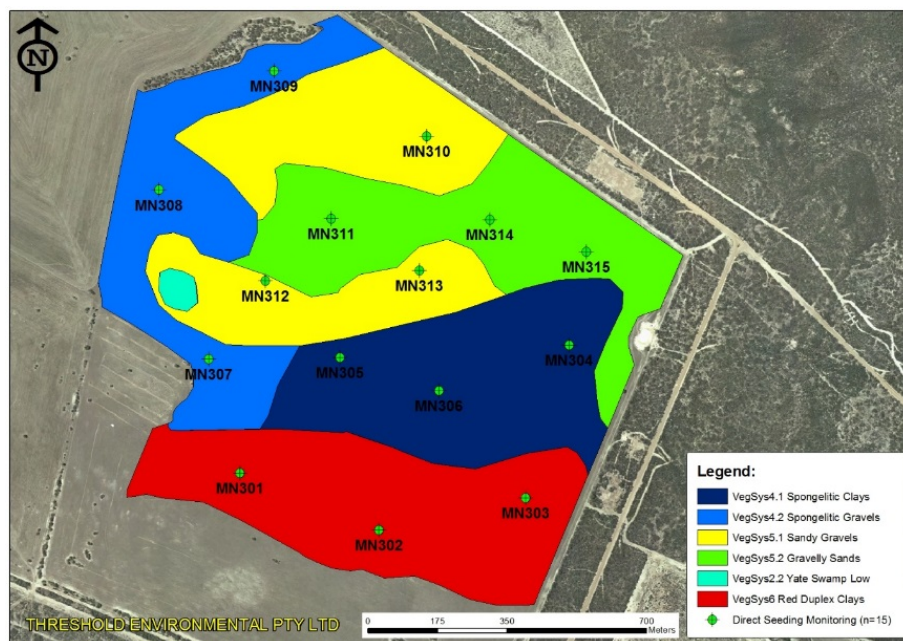 N
MN309
MN310
MN308
MN311
MN314
MN315
MN312
MN313
MN307
MN305
MN304
MN306
MN301
MN303
MN302
Legend:
VegSys4.1 Spongelitic Clays
VegSys4.2 Spongelitic Gravels
VegSys5.1 Sandy Gravels
VegSys5.2 Gravelly Sands
VegSys2.2 Yate Swamp Low
VegSys6 Red Duplex Clays
Direct Seeding Monitoring (n=15)
THRESHOLD ENVIRONMENTAL PTY LTD
0 175 350 700
Meters